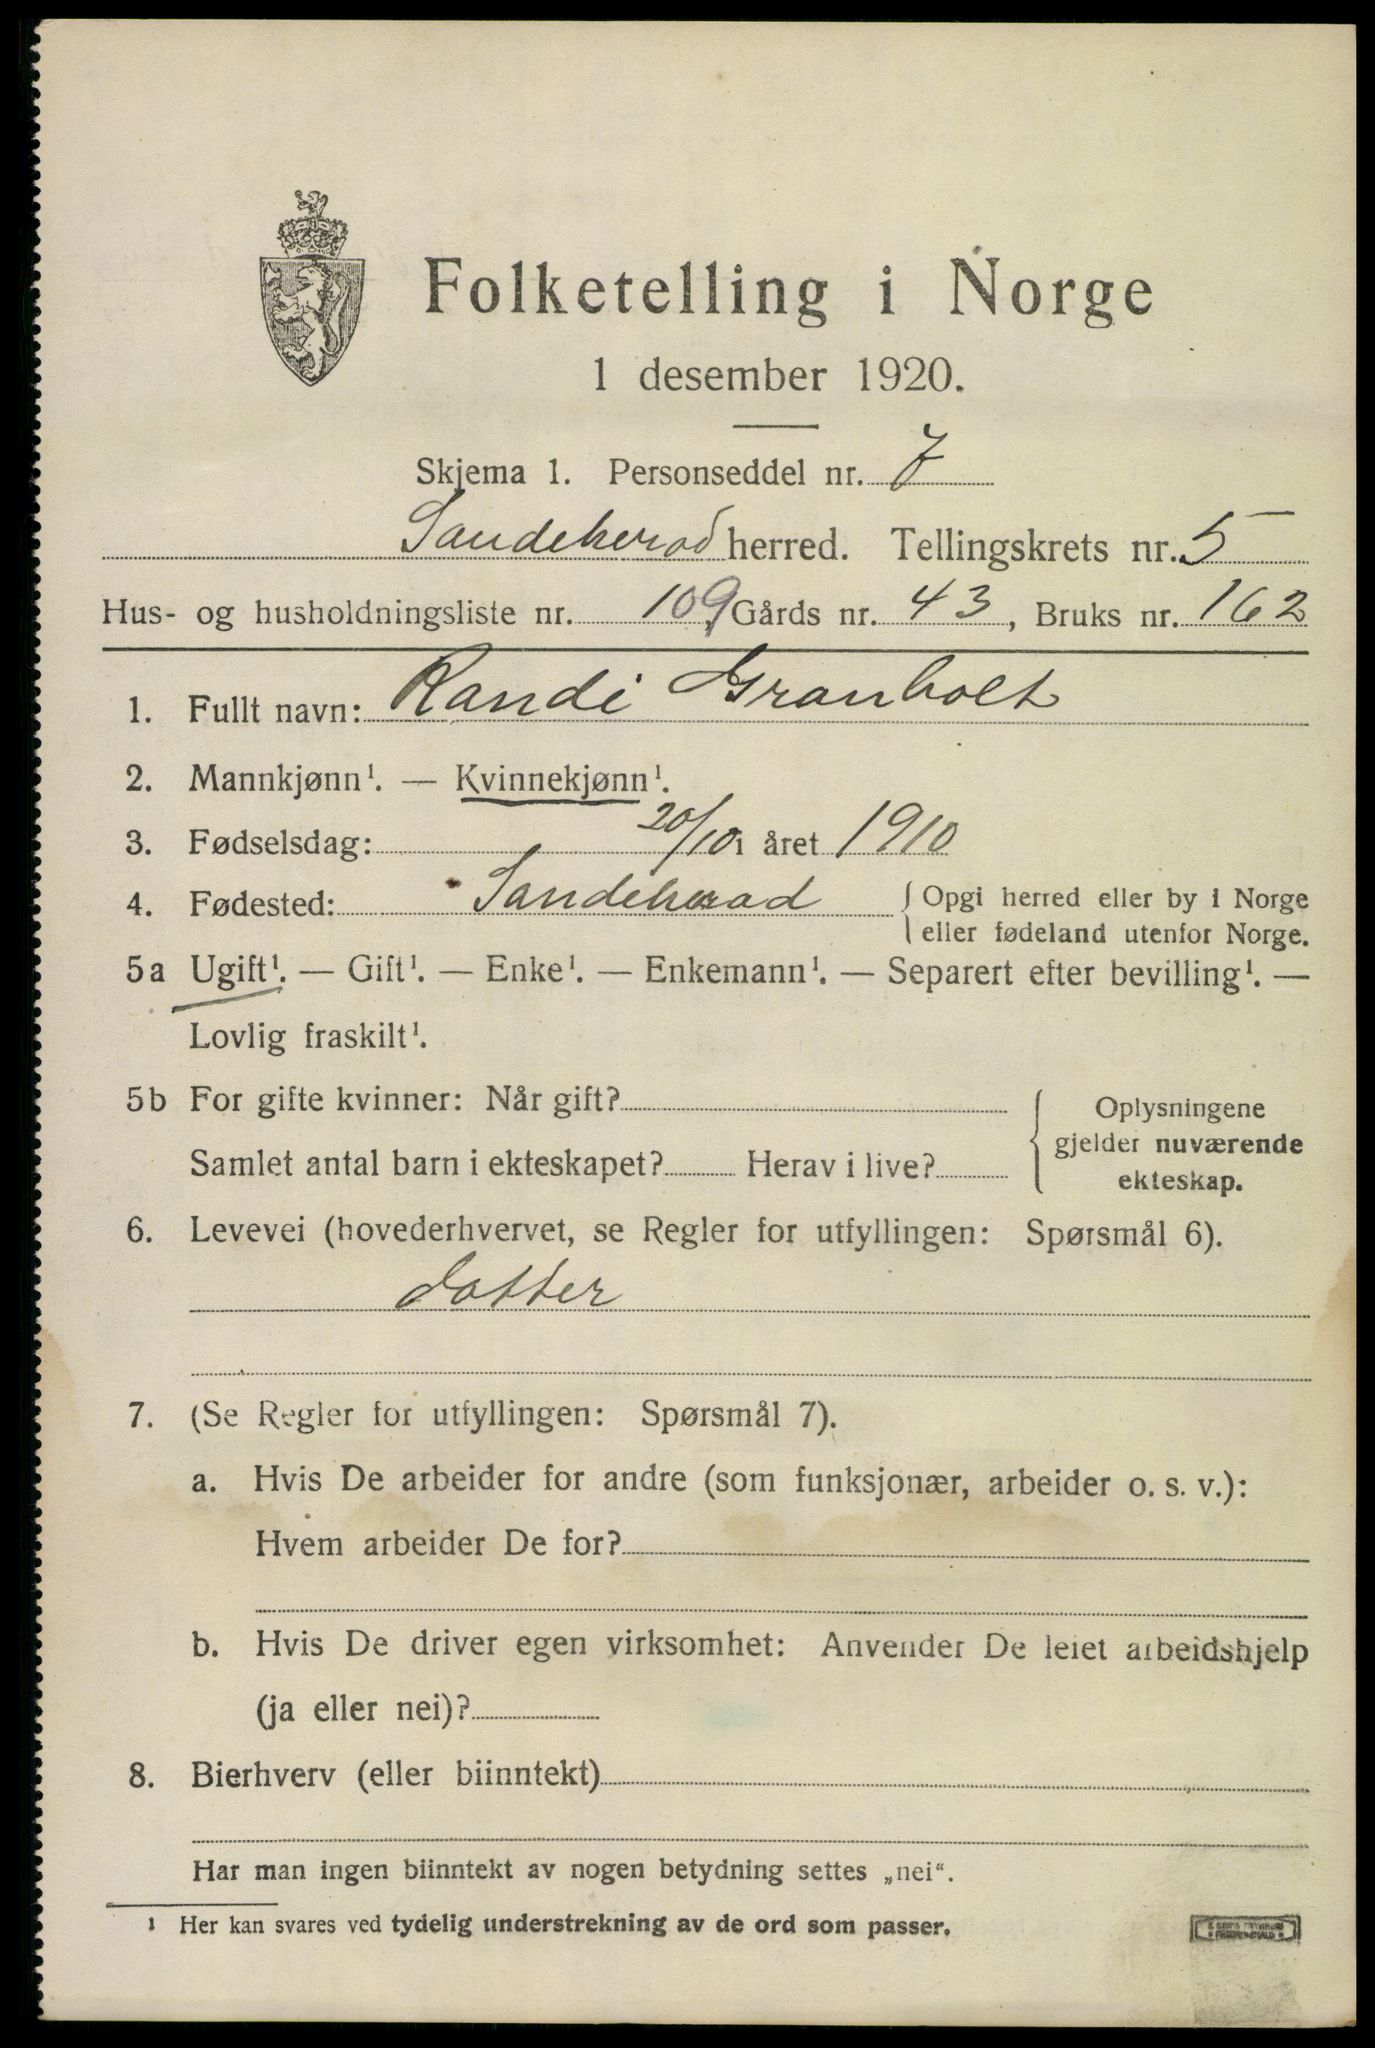 Folketelling i Norge
1 desember 1920.
Skjema 1. Personseddel nr. 7
Sandeherad herred. Tellingskrets nr. 5
Hus- og husholdningsliste nr. 109, Gårds nr. 43, Bruks nr. 162
1. Fullt navn: Randi Granholt
2. Mannkjønn¹. — Kvinnekjønn¹.
3. Fødselsdag: 20/10 i året 1910
4. Fødested: Sandeherad { Opgi herred eller by i Norge
eller fødeland utenfor Norge.
5a Ugift¹. — Gift¹. — Enke¹. — Enkemann¹. — Separert efter bevilling¹. —
Lovlig fraskilt¹.
5b For gifte kvinner: Når gift?
Samlet antal barn i ekteskapet? Herav i live?
Oplysningene
gjelder nuværende
ekteskap.
6. Levevei (hovederhvervet, se Regler for utfyllingen: Spørsmål 6).
dotter
7. (Se Regler for utfyllingen: Spørsmål 7).
a. Hvis De arbeider for andre (som funksjonær, arbeider o. s. v.):
Hvem arbeider De for?
b. Hvis De driver egen virksomhet: Anvender De leiet arbeidshjelp
(ja eller nei)?
8. Bierhverv (eller biinntekt)
Har man ingen biinntekt av nogen betydning settes „nei“.
¹ Her kan svares ved tydelig understrekning av de ord som passer.